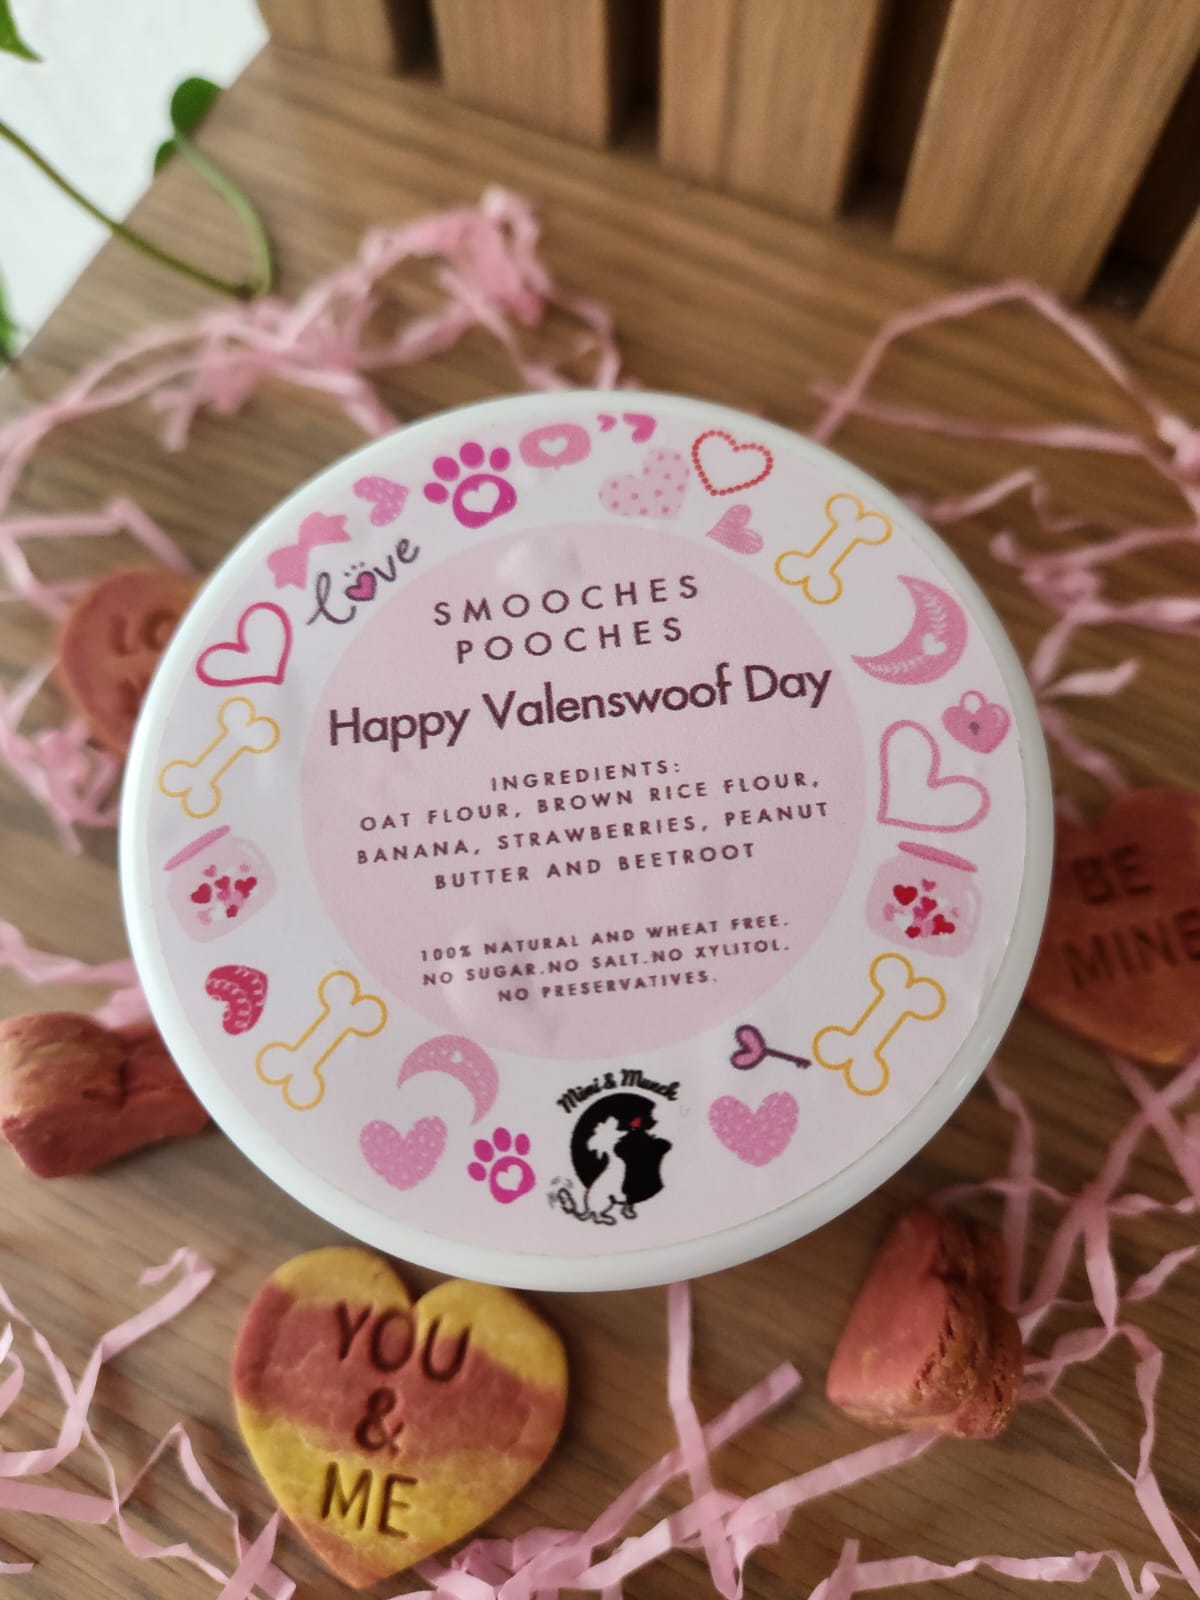 love
SMOOCHES
POOCHES
Happy Valenswoof Day
INGREDIENTS:
OAT FLOUR, BROWN RICE FLOUR,
BANANA, STRAWBERRIES, PEANUT
BUTTER AND BEETROOT
100% NATURAL AND WHEAT FREE.
NO SUGAR.NO SALT.NO XYLITOL.
NO PRESERVATIVES.
Mimi & Munch
BE
MINE
YOU
&
ME